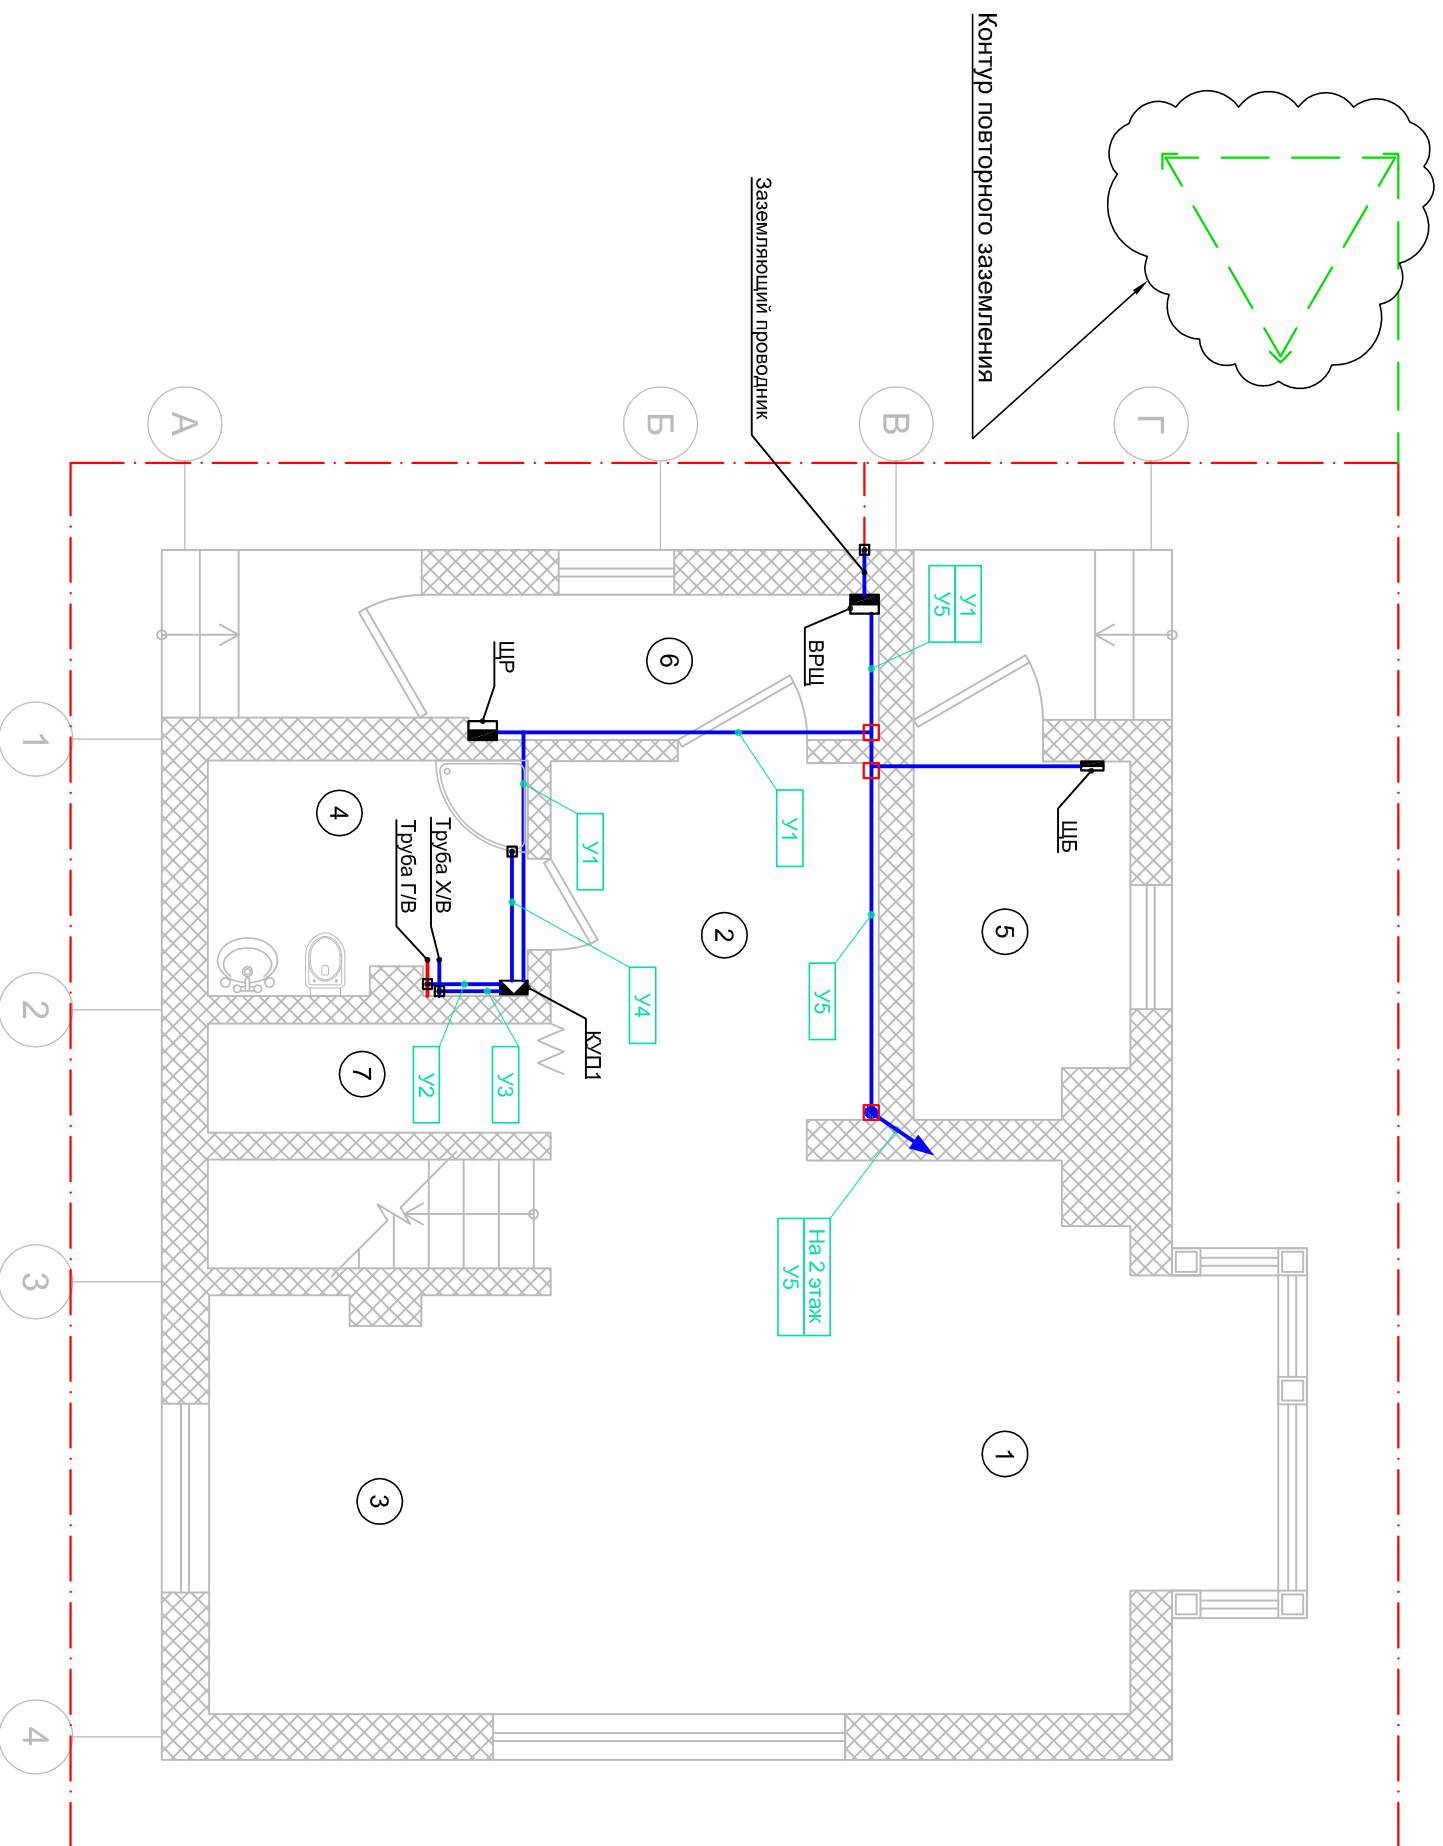 Контур повторного заземления
Заземляющий проводник
Г
В
Б
А
У1
У5
ВРЩ
ЩР
6
1
ЩБ
У1
У1
4
Труба Х/В
Труба Г/В
5
2
У5
У4
КУП1
У3
У2
7
2
На 2 этаж
У5
3
1
3
4